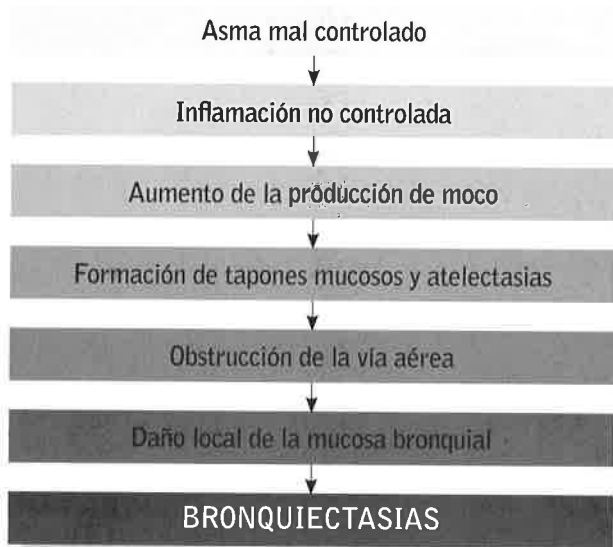 Asma mal controlado
Inflamación no controlada
Aumento de la producción de moco
Formación de tapones mucosos y atelectasias
Obstrucción de la vía aérea
Daño local de la mucosa bronquial
BRONQUIECTASIAS